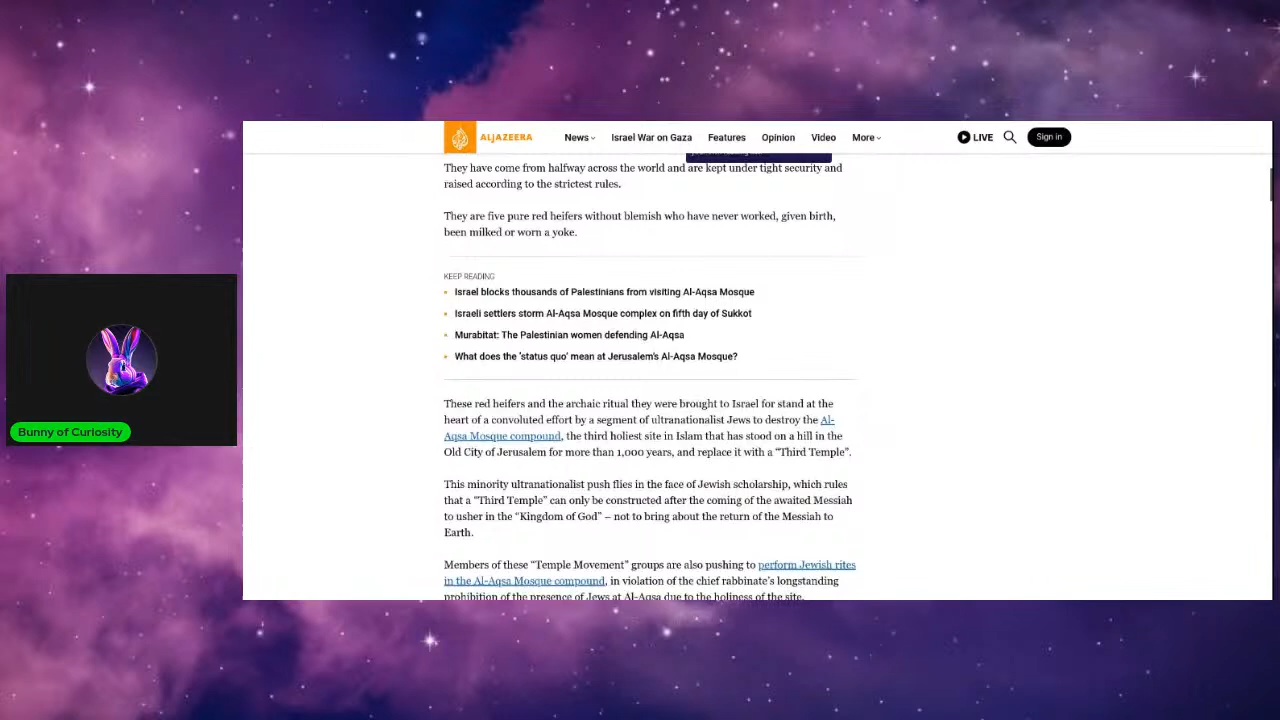 ALJAZEERA
News
Israel War on Gaza
Features
Opinion
Video
More
LIVE
Sign in
They have come from halfway across the world and are kept under tight security and
raised according to the strictest rules.
They are five pure red heifers without blemish who have never worked, given birth,
been milked or worn a yoke.
KEEP READING
Israel blocks thousands of Palestinians from visiting Al-Aqsa Mosque
Israeli settlers storm Al-Aqsa Mosque complex on fifth day of Sukkot
Murabitat: The Palestinian women defending Al-Aqsa
What does the ‘status quo’ mean at Jerusalem’s Al-Aqsa Mosque?
These red heifers and the archaic ritual they were brought to Israel for stand at the
heart of a convoluted effort by a segment of ultranationalist Jews to destroy the Al-
Aqsa Mosque compound, the third holiest site in Islam that has stood on a hill in the
Old City of Jerusalem for more than 1,000 years, and replace it with a “Third Temple”.
This minority ultranationalist push flies in the face of Jewish scholarship, which rules
that a “Third Temple” can only be constructed after the coming of the awaited Messiah
to usher in the “Kingdom of God” – not to bring about the return of the Messiah to
Earth.
Members of these “Temple Movement” groups are also pushing to perform Jewish rites
in the Al-Aqsa Mosque compound, in violation of the chief rabbinate’s longstanding
prohibition of the presence of Jews at Al-Aqsa due to the holiness of the site.
Bunny of Curiosity